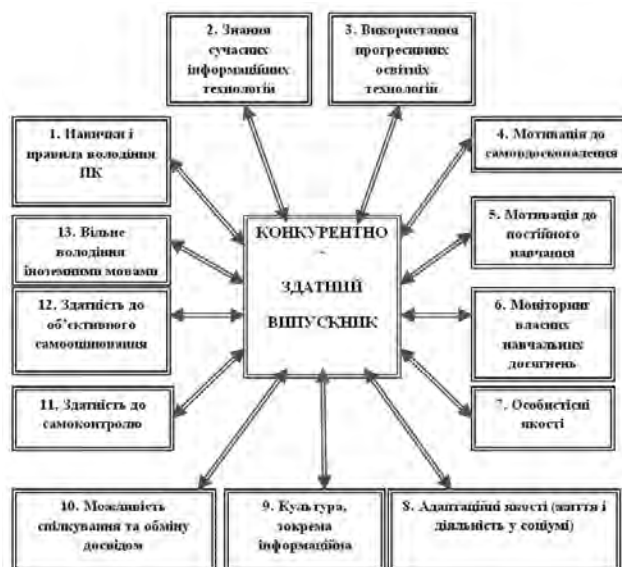 2. Знання
сучасних
інформаційних
технологій
3. Використання
прогресивних
освітніх
технологій
1. Навички і
правила володіння
ПК
4. Мотивація до
самовдосконалення
13. Вільне
володіння
іноземними мовами
КОНКУРЕНТНО
-
ЗДАТНИЙ
ВИПУСКНИК
5. Мотивація до
постійного
навчання
12. Здатність до
об’єктивного
самооцінювання
6. Моніторинг
власних
навчальних
досягнень
11. Здатність до
самоконтролю
7. Особистісні
якості
10. Можливість
спілкування та обміну
досвідом
9. Культура,
зокрема
інформаційна
8. Адаптаційні якості (життя і
діяльність у соціумі)